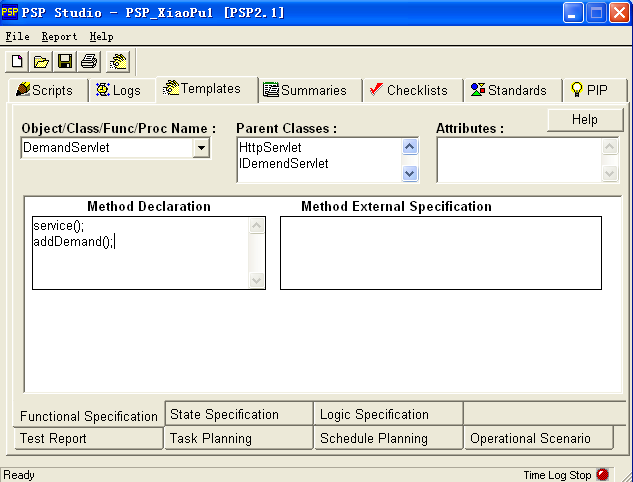 PSP PSP Studio - PSP_XiaoPu1 [PSP2.1]
File Report Help
Scripts Logs Templates Summaries Checklists Standards PIP
Help
Object/Class/Func/Proc Name : Parent Classes : Attributes :
DemandServlet HttpServlet
IDemendServlet
Method Declaration Method External Specification
service();
addDemand();
Functional Specification State Specification Logic Specification
Test Report Task Planning Schedule Planning Operational Scenario
Ready Time Log Stop